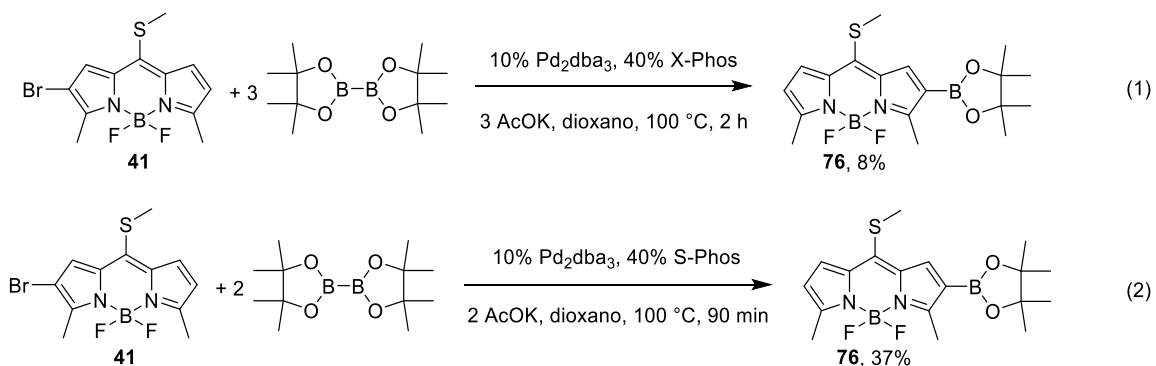 S
10% Pd2dba3, 40% X-Phos
S
Br
N
N
B
F
F
+ 3
O
O
B
B
O
O
3 AcOK, dioxano, 100 °C, 2 h
N
N
B
F
F
B
O
O
(1)
41
76, 8%
S
10% Pd2dba3, 40% S-Phos
S
Br
N
N
B
F
F
+ 2
O
O
B
B
O
O
2 AcOK, dioxano, 100 °C, 90 min
N
N
B
F
F
B
O
O
(2)
41
76, 37%